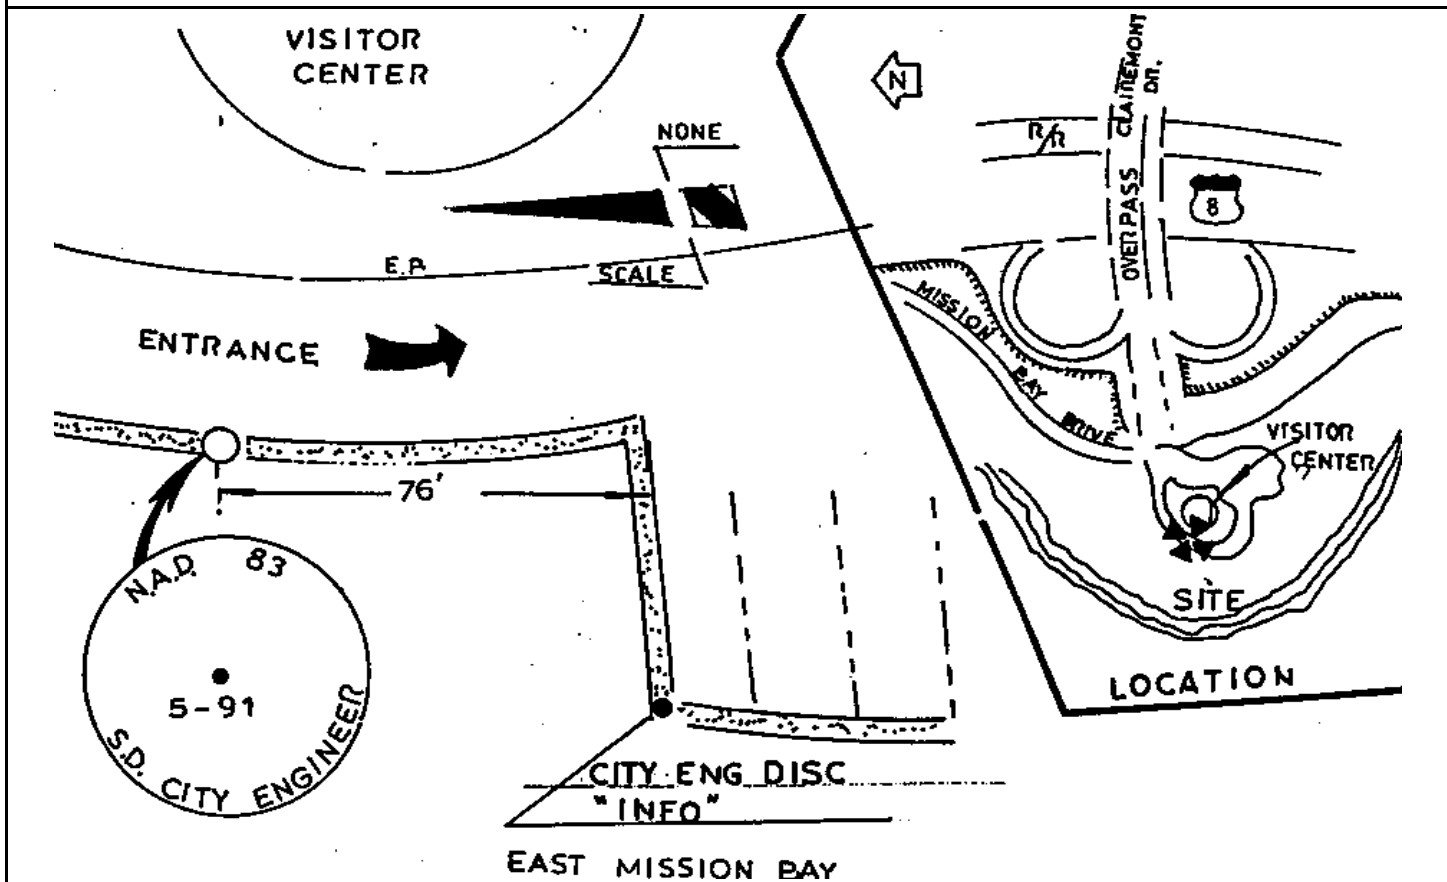 VISITOR
CENTER
NONE
SCALE
E.P.
ENTRANCE
76'
N.A.D. 83
5-91
S.D. CITY ENGINEER
CITY ENG DISC
"INFO"
EAST MISSION BAY
N
CLAIREMONT
DR.
R/R
OVERPASS
8
MISSION
BAY
DRIVE
VISITOR
CENTER
SITE
LOCATION